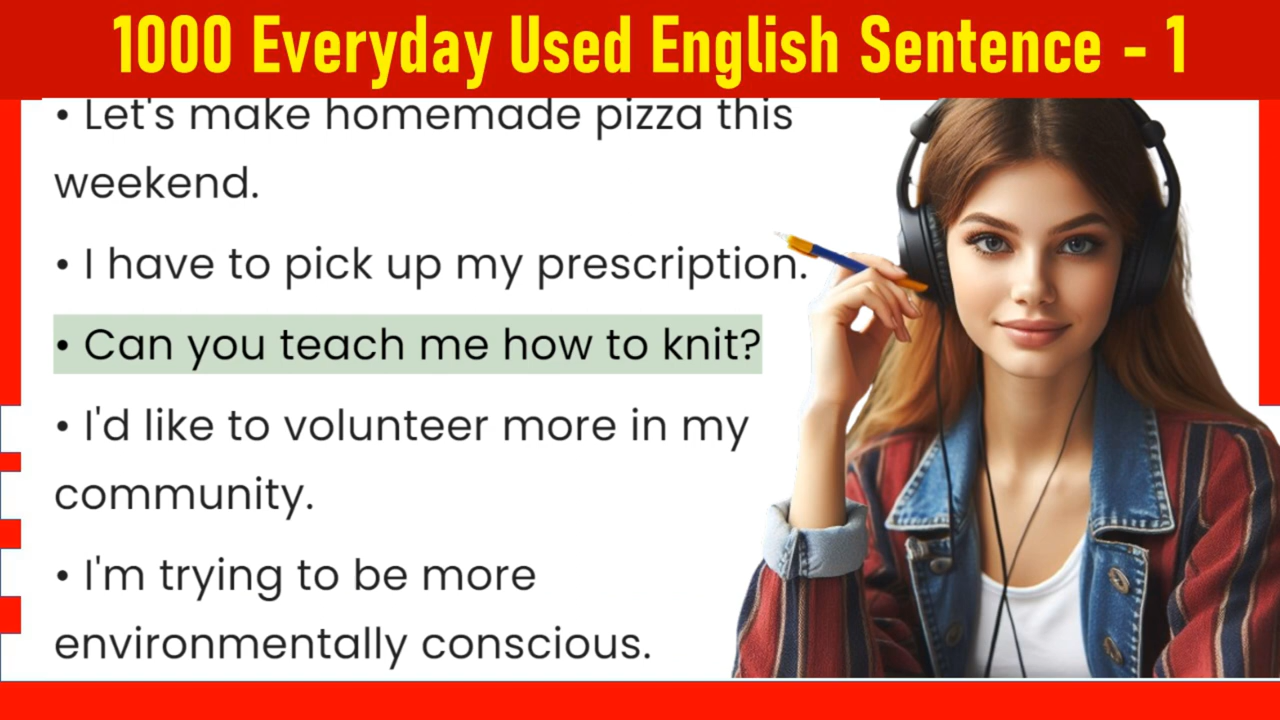 1000 Everyday Used English Sentence - 1
• Let's make homemade pizza this
weekend.
• I have to pick up my prescription.
• Can you teach me how to knit?
• I'd like to volunteer more in my
community.
• I'm trying to be more
environmentally conscious.